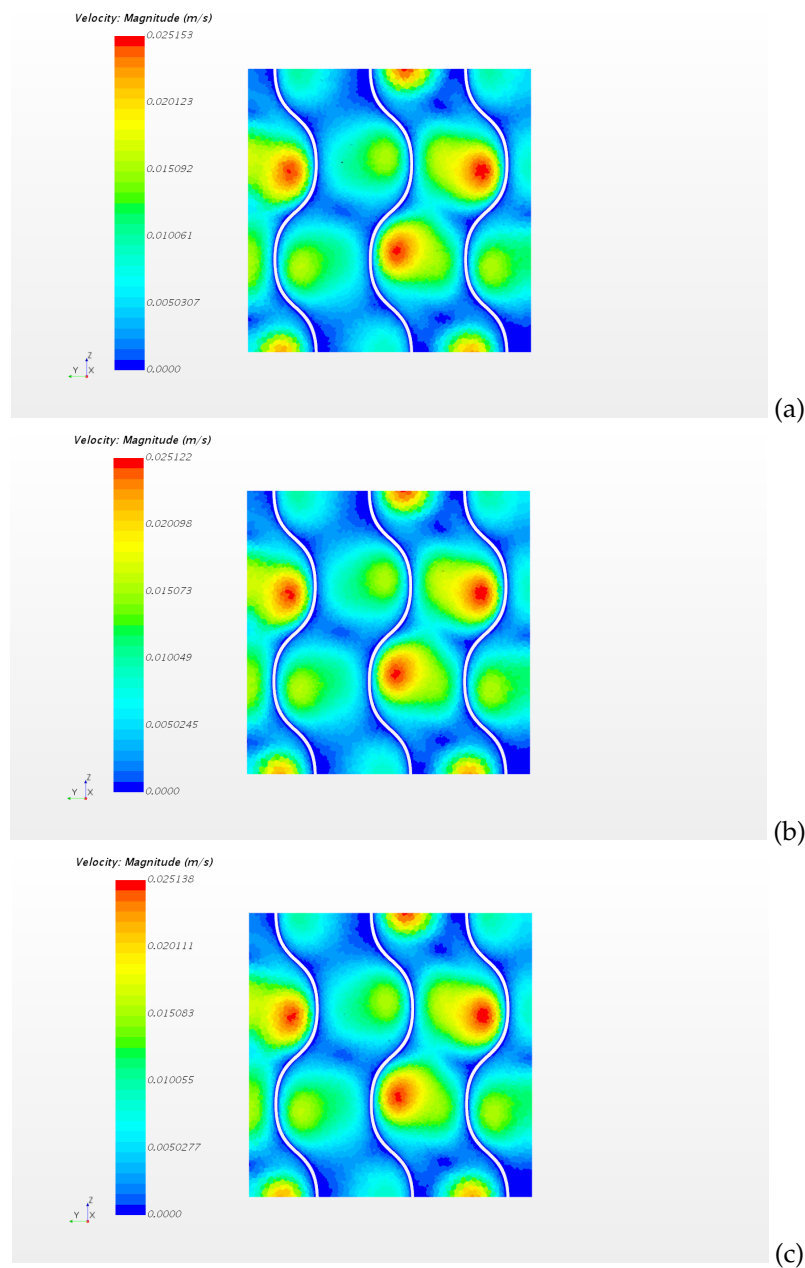 Velocity: Magnitude (m/s)
0.025153
0.020123
0.015092
0.010061
0.0050307
0.0000
Z
Y X
(a)
Velocity: Magnitude (m/s)
0.025122
0.020098
0.015073
0.010049
0.0050245
0.0000
Z
Y X
(b)
Velocity: Magnitude (m/s)
0.025138
0.020111
0.015083
0.010055
0.0050277
0.0000
Z
Y X
(c)